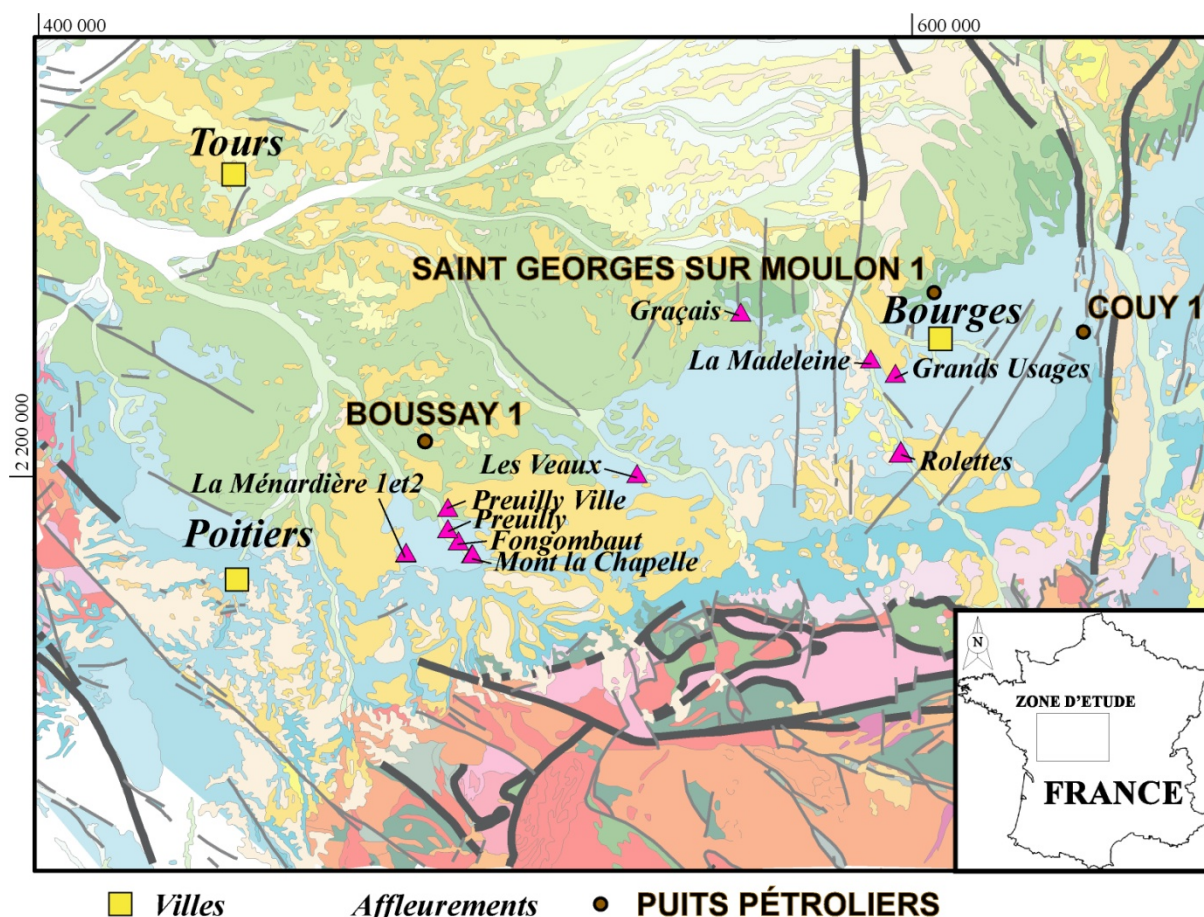 400 000
600 000
Tours
SAINT GEORGES SUR MOULON 1
Graçais
Bourges
COUY 1
La Madeleine
Grands Usages
2 200 000
BOUSSAY 1
Les Veaux
Rolettes
La Ménardière 1et2
Preuilly Ville
Preuilly
Poitiers
Fongombaut
Mont la Chapelle
N
ZONE D'ETUDE
FRANCE
Villes
Affleurements
PUITS PÉTROLIERS